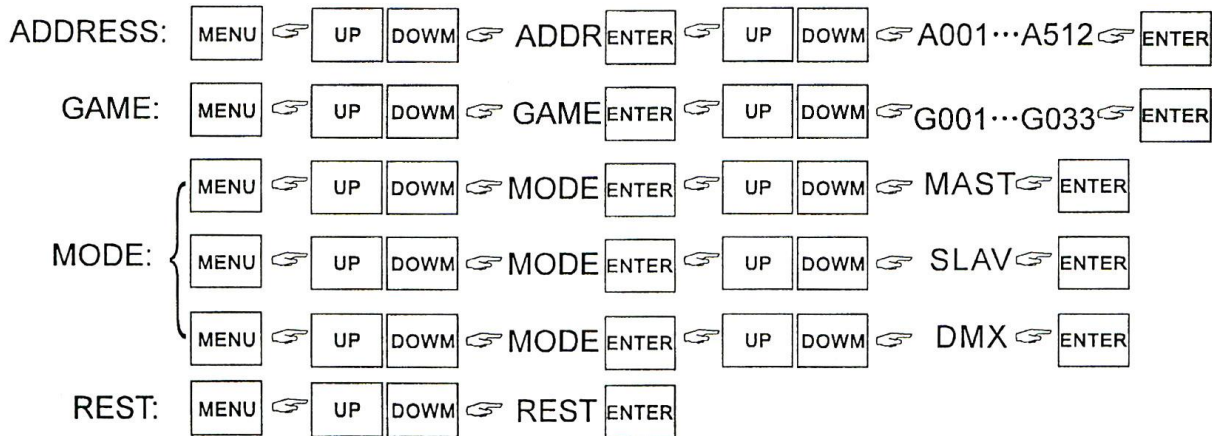 ADDRESS: MENU UP DOWM ADDR ENTER UP DOWM A001···A512 ENTER
GAME: MENU UP DOWM GAME ENTER UP DOWM G001···G033 ENTER
MENU UP DOWM MODE ENTER UP DOWM MAST ENTER
MODE: MENU UP DOWM MODE ENTER UP DOWM SLAV ENTER
MENU UP DOWM MODE ENTER UP DOWM DMX ENTER
REST: MENU UP DOWM REST ENTER